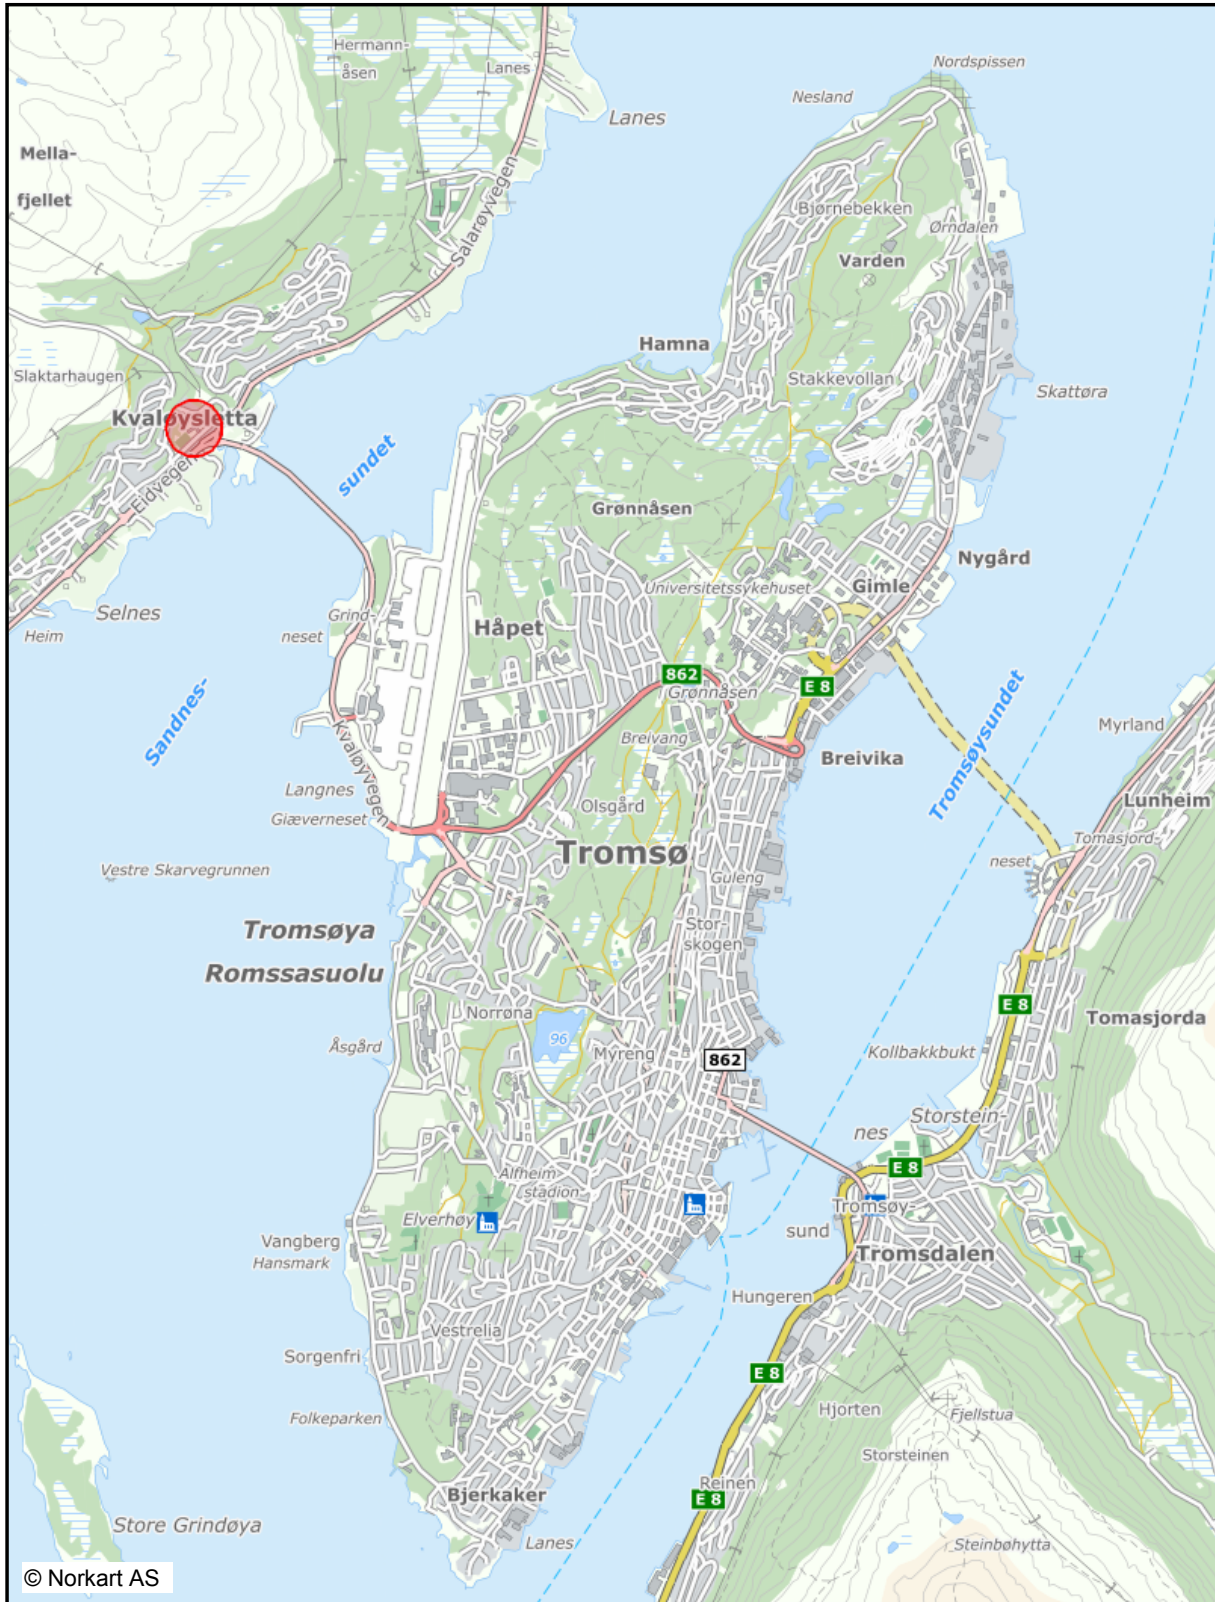 Hermann-
åsen
Lanes
Nordspissen
Nesland
Lanes
Mella-
fjellet
Salarøyvegen
Bjørnebekken
Ørndalen
Varden
Hamna
Slaktarhaugen
Stakkevollan
Skattøra
Kvaløysletta
sundet
Eidvegen
Grønnåsen
Nygård
Universitetssykehuset
Gimle
Selnes
Heim
Grind-
neset
Håpet
862
E 8
Grønnåsen
Sandnes-
Tromsøysundet
Kvaløyvegen
Breivang
Breivika
Myrland
Langnes
Giæverneset
Olsgård
Lunheim
Tromsø
Tomasjord-
neset
Vestre Skarvegrunnen
Guleng
Tromsøya
Romssasuolu
Stor-
skogen
E 8
Norrøna
Tomasjorda
Åsgård
96
Myreng
862
Kollbakkbukt
Storstein-
nes
E 8
Alfheim
stadion
Elverhøy
Tromsøy-
sund
Vangberg
Hansmark
Tromsdalen
Hungeren
Vestrelia
Sorgenfri
E 8
Folkeparken
Hjorten
Fjellstua
Storsteinen
Reinen
E 8
Bjerkaker
Store Grindøya
Lanes
Steinbøhytta
© Norkart AS